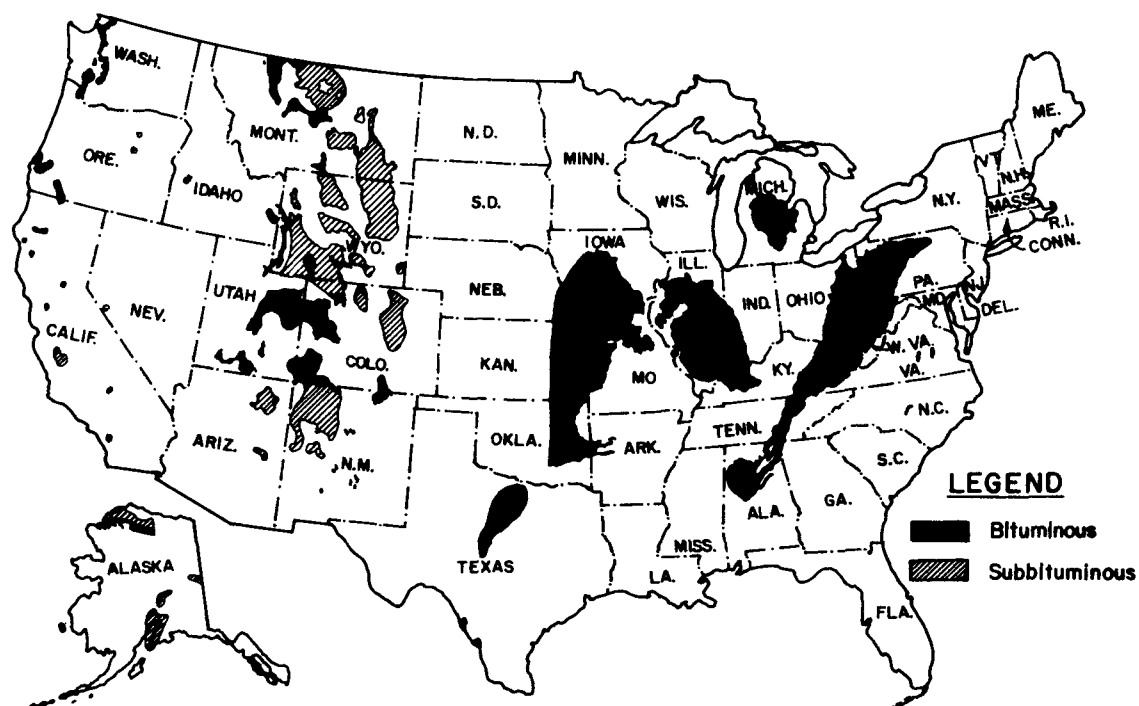 WASH.
MONT.
N.D.
MINN.
ORE.
IDAHO
S.D.
WIS.
MICH.
N.Y.
VT.
N.H.
ME.
MASS.
R.I.
CONN.
WYO.
IOWA
NEB.
ILL.
IND.
OHIO
PA.
N.J.
MD.
DEL.
UTAH
NEV.
CALIF.
COLO.
KAN.
MO
KY.
W. VA.
VA.
N.C.
TENN.
ARIZ.
N.M.
OKLA.
ARK.
S.C.
LEGEND
Bituminous
Subbituminous
ALA.
GA.
MISS.
TEXAS
LA.
FLA.
ALASKA